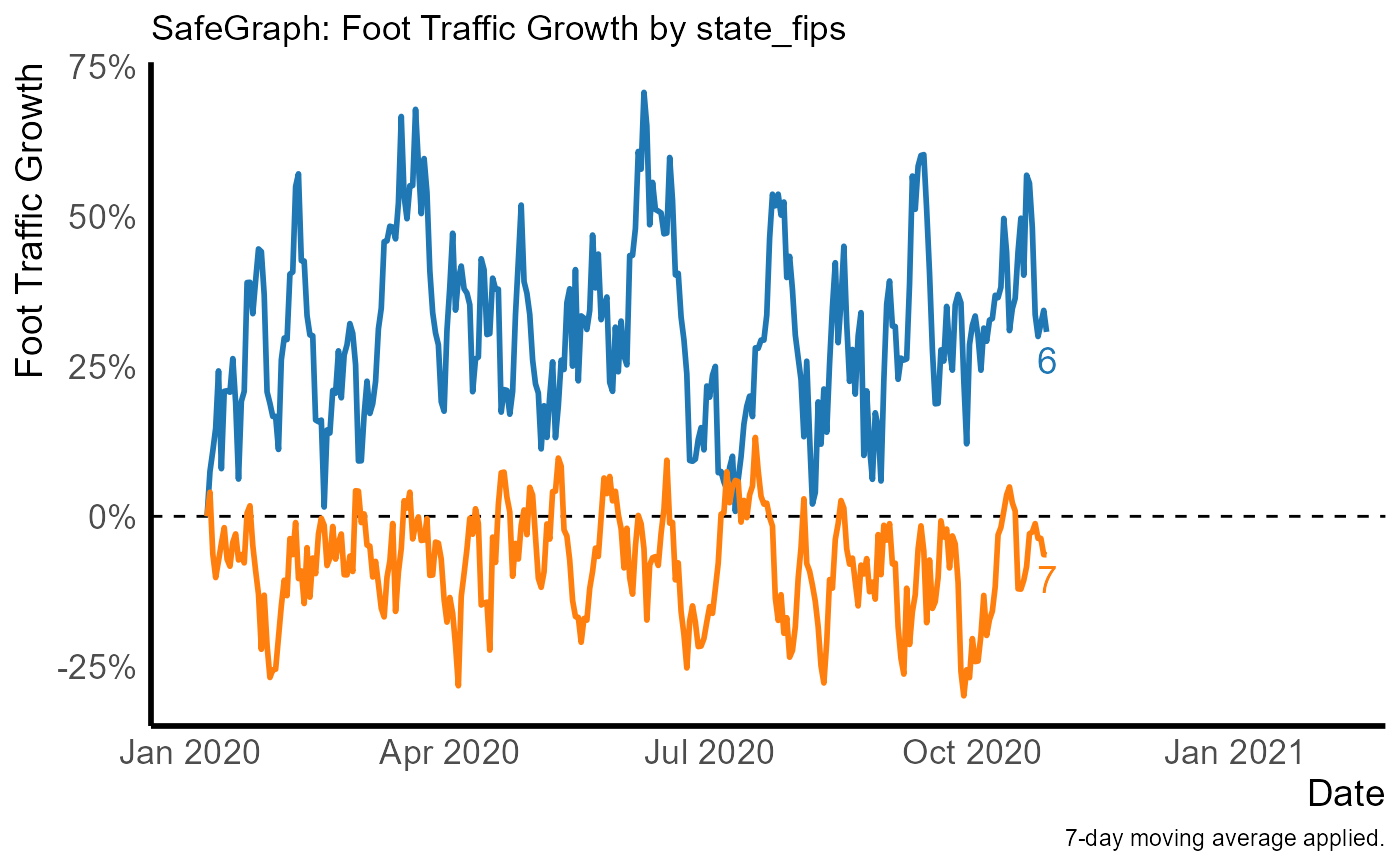 SafeGraph: Foot Traffic Growth by state_fips
Foot Traffic Growth
75%
50%
25%
0%
-25%
6
7
Jan 2020
Apr 2020
Jul 2020
Oct 2020
Jan 2021
Date
7-day moving average applied.